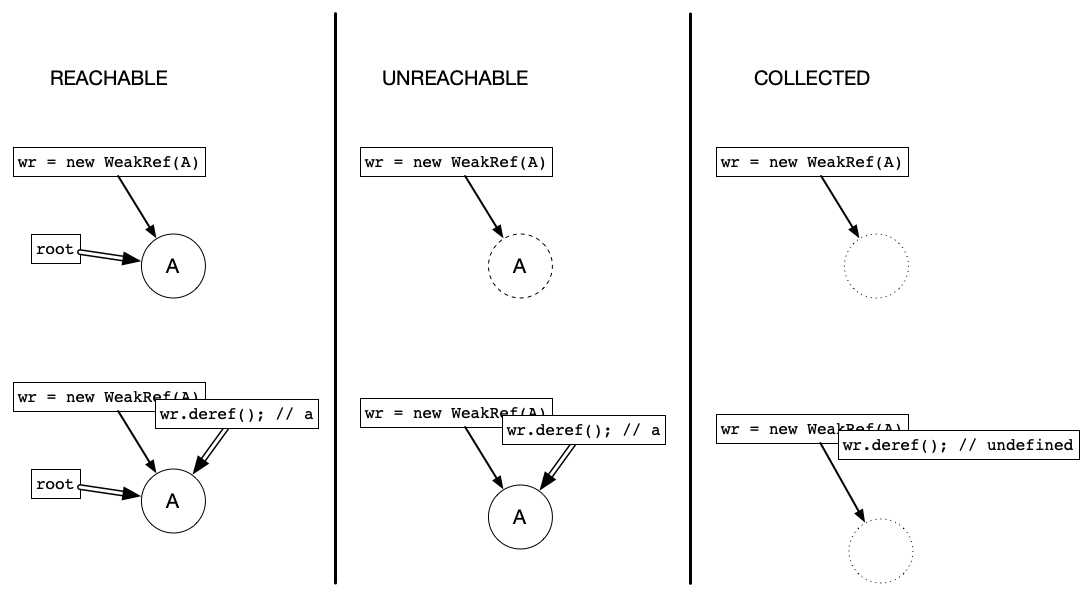 REACHABLE
wr = new WeakRef(A)
root
A
wr = new WeakRef(A)
wr.deref(); // a
root
A
UNREACHABLE
wr = new WeakRef(A)
A
wr = new WeakRef(A)
wr.deref(); // a
A
COLLECTED
wr = new WeakRef(A)
wr = new WeakRef(A)
wr.deref(); // undefined